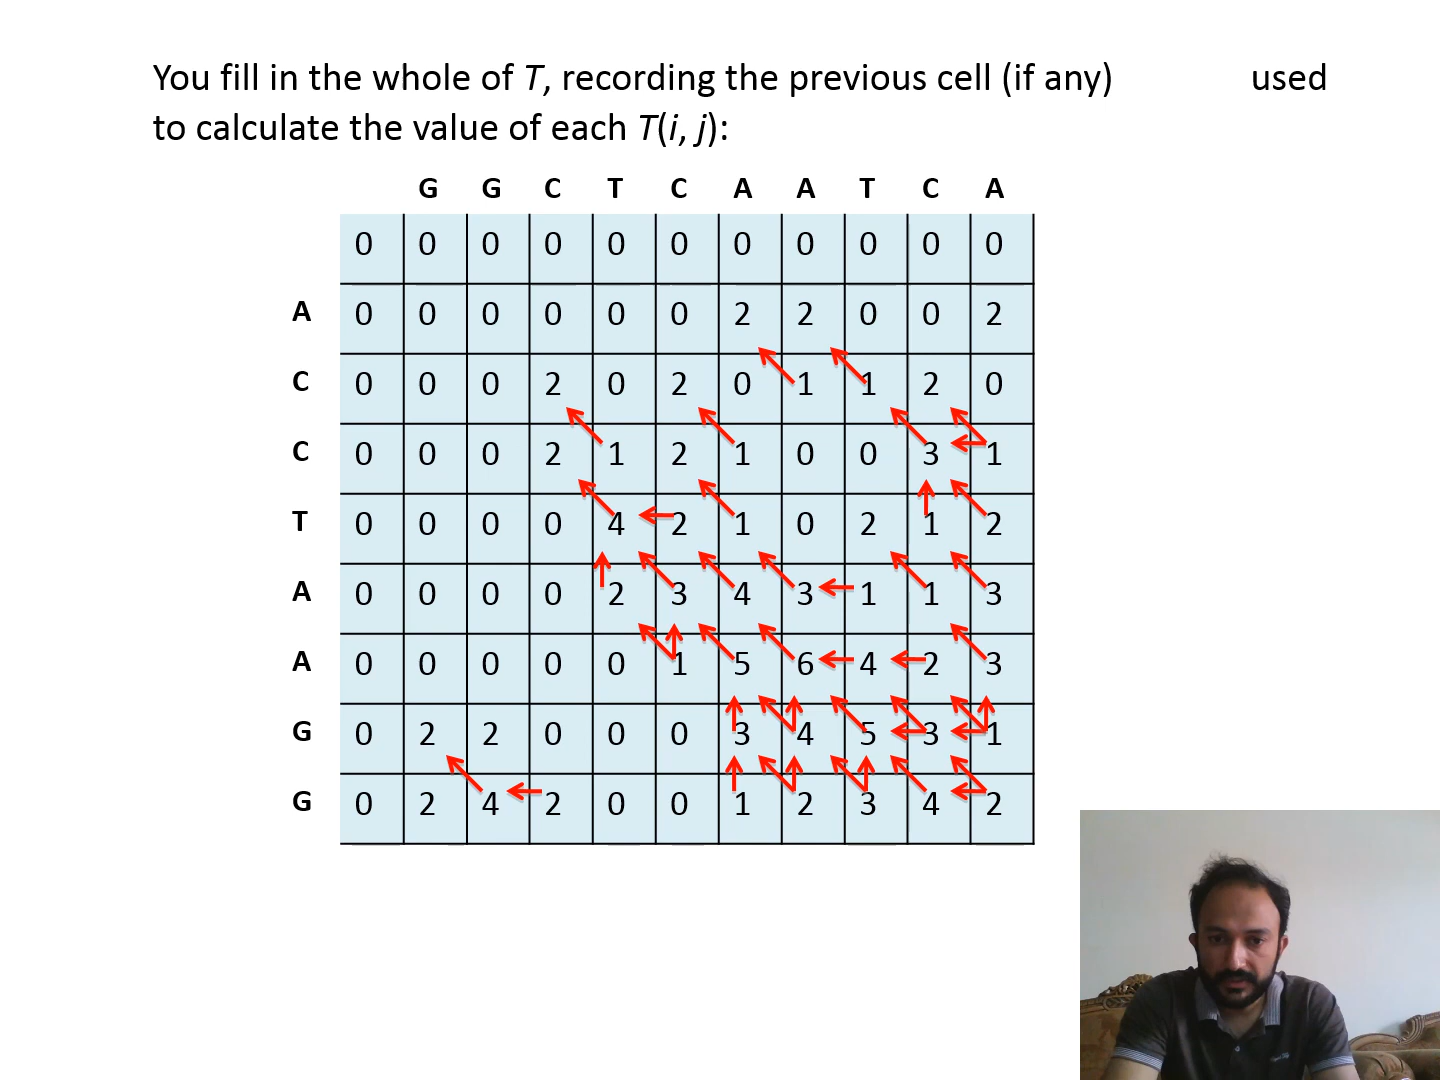 You fill in the whole of T, recording the previous cell (if any) used
to calculate the value of each T(i, j):
G G C T C A A T C A
0 0 0 0 0 0 0 0 0 0 0
A 0 0 0 0 0 0 2 2 0 0 2
C 0 0 0 2 0 2 0 1 1 2 0
C 0 0 0 2 1 2 1 0 0 3 1
T 0 0 0 0 4 2 1 0 2 1 2
A 0 0 0 0 2 3 4 3 1 1 3
A 0 0 0 0 0 1 5 6 4 2 3
G 0 2 2 0 0 0 3 4 5 3 1
G 0 2 4 2 0 0 1 2 3 4 2